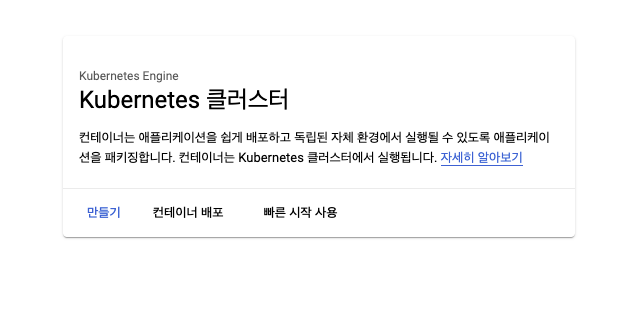 Kubernetes Engine
Kubernetes 클러스터
컨테이너는 애플리케이션을 쉽게 배포하고 독립된 자체 환경에서 실행될 수 있도록 애플리케이
션을 패키징합니다. 컨테이너는 Kubernetes 클러스터에서 실행됩니다. 자세히 알아보기
만들기 컨테이너 배포 빠른 시작 사용